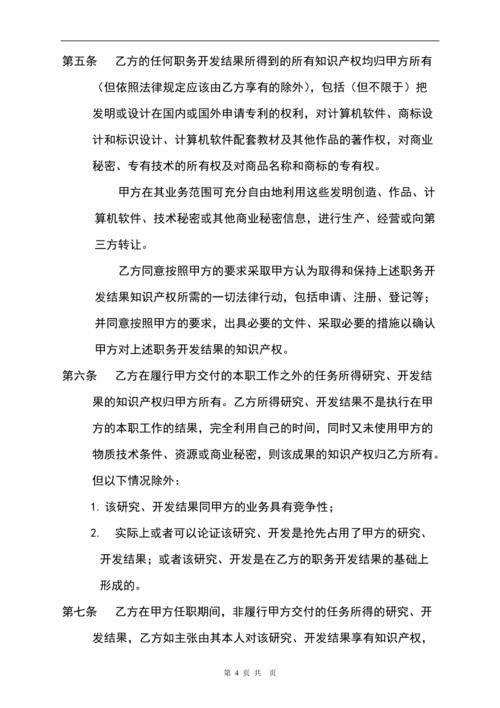 第五条 乙方的任何职务开发结果所得到的所有知识产权均归甲方所有
（但依照法律规定应该由乙方享有的除外），包括（但不限于）把
发明或设计在国内或国外申请专利的权利，对计算机软件、商标设
计和标识设计、计算机软件配套教材及其他作品的著作权，对商业
秘密、专有技术的所有权及对商品名称和商标的专有权。
甲方在其业务范围可充分自由地利用这些发明创造、作品、计
算机软件、技术秘密或其他商业秘密信息，进行生产、经营或向第
三方转让。
乙方同意按照甲方的要求采取甲方认为取得和保持上述职务开
发结果知识产权所需的一切法律行动，包括申请、注册、登记等；
并同意按照甲方的要求，出具必要的文件、采取必要的措施以确认
甲方对上述职务开发结果的知识产权。
第六条 乙方在履行甲方交付的本职工作之外的任务所得研究、开发结
果的知识产权归甲方所有。乙方所得研究、开发结果不是执行在甲
方的本职工作的结果，完全利用自己的时间，同时又未使用甲方的
物质技术条件、资源或商业秘密，则该成果的知识产权归乙方所有。
但以下情况除外：
1. 该研究、开发结果同甲方的业务具有竞争性；
2. 实际上或者可以论证该研究、开发是抢先占用了甲方的研究、
开发结果；或者该研究、开发是在乙方的职务开发结果的基础上
形成的。
第七条 乙方在甲方任职期间，非履行甲方交付的任务所得的研究、开
发结果，乙方如主张由其本人对该研究、开发结果享有知识产权，
第 4 页 共 页